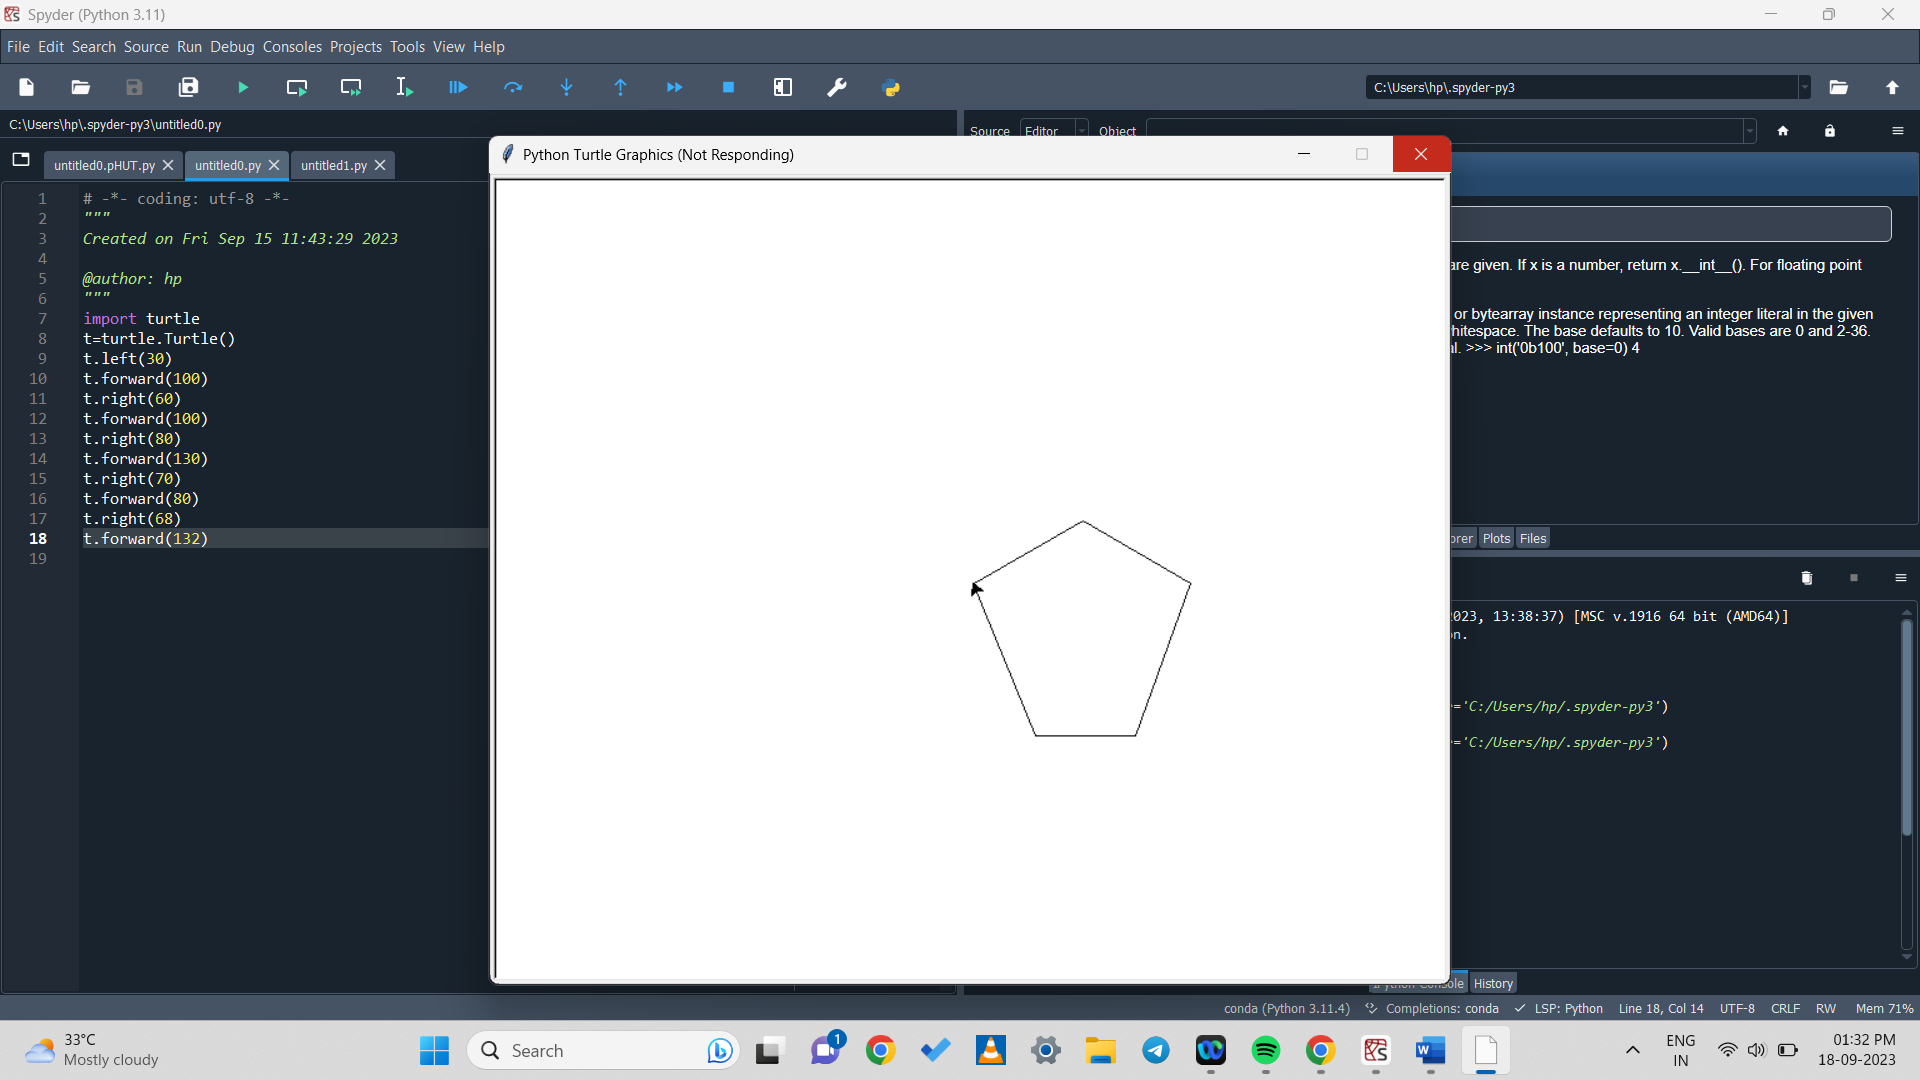 Spyder (Python 3.11)
File Edit Search Source Run Debug Consoles Projects Tools View Help
C:\Users\hp\.spyder-py3
C:\Users\hp\.spyder-py3\untitled0.py
Source Editor Object
untitled0.pHUT.py untitled0.py untitled1.py
Python Turtle Graphics (Not Responding)
1 # -*- coding: utf-8 -*-
2 """
3 Created on Fri Sep 15 11:43:29 2023
4
5 @author: hp
6 """
7 import turtle
8 t=turtle.Turtle()
9 t.left(30)
10 t.forward(100)
11 t.right(60)
12 t.forward(100)
13 t.right(80)
14 t.forward(130)
15 t.right(70)
16 t.forward(80)
17 t.right(68)
18 t.forward(132)
19
are given. If x is a number, return x.__int__(). For floating point
or bytearray instance representing an integer literal in the given
hitespace. The base defaults to 10. Valid bases are 0 and 2-36.
l. >>> int('0b100', base=0) 4
orer Plots Files
023, 13:38:37) [MSC v.1916 64 bit (AMD64)]
on.
='C:/Users/hp/.spyder-py3')
='C:/Users/hp/.spyder-py3')
IPython Console History
conda (Python 3.11.4) Completions: conda LSP: Python Line 18, Col 14 UTF-8 CRLF RW Mem 71%
33°C
Mostly cloudy
Search
1
ENG
IN
01:32 PM
18-09-2023